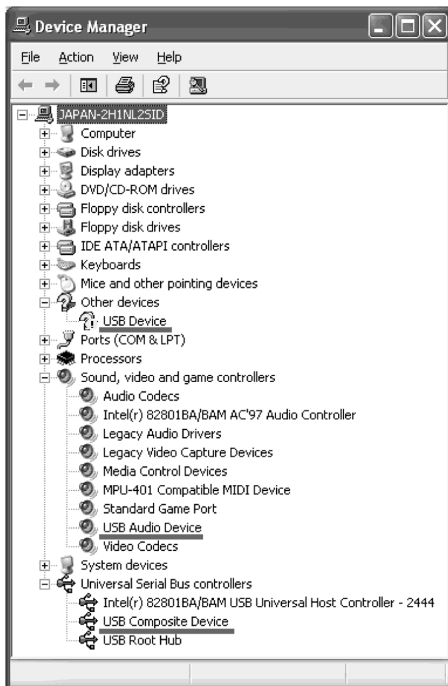 Device Manager
File Action View Help
JAPAN-2H1NL2SID
Computer
Disk drives
Display adapters
DVD/CD-ROM drives
Floppy disk controllers
Floppy disk drives
IDE ATA/ATAPI controllers
Keyboards
Mice and other pointing devices
Other devices
USB Device
Ports (COM & LPT)
Processors
Sound, video and game controllers
Audio Codecs
Intel(r) 82801BA/BAM AC'97 Audio Controller
Legacy Audio Drivers
Legacy Video Capture Devices
Media Control Devices
MPU-401 Compatible MIDI Device
Standard Game Port
USB Audio Device
Video Codecs
System devices
Universal Serial Bus controllers
Intel(r) 82801BA/BAM USB Universal Host Controller - 2444
USB Composite Device
USB Root Hub